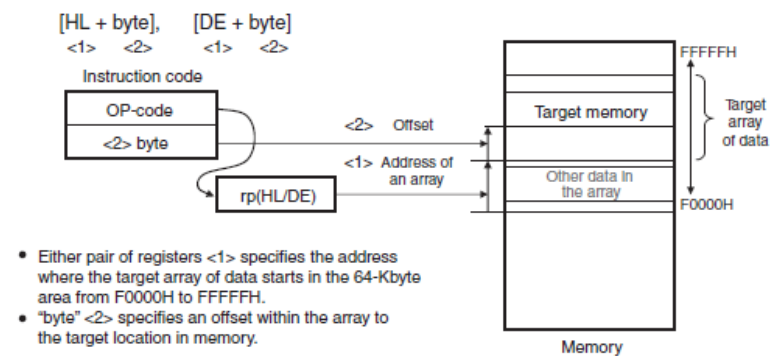 [HL + byte], [DE + byte]
<1> <2> <1> <2>
Instruction code
OP-code
<2> byte
rp(HL/DE)
<2> Offset
<1> Address of
an array
FFFFFH
Target memory
Target
array
of data
Other data in
the array
F0000H
Memory
• Either pair of registers <1> specifies the address
where the target array of data starts in the 64-Kbyte
area from F0000H to FFFFFH.
• “byte” <2> specifies an offset within the array to
the target location in memory.